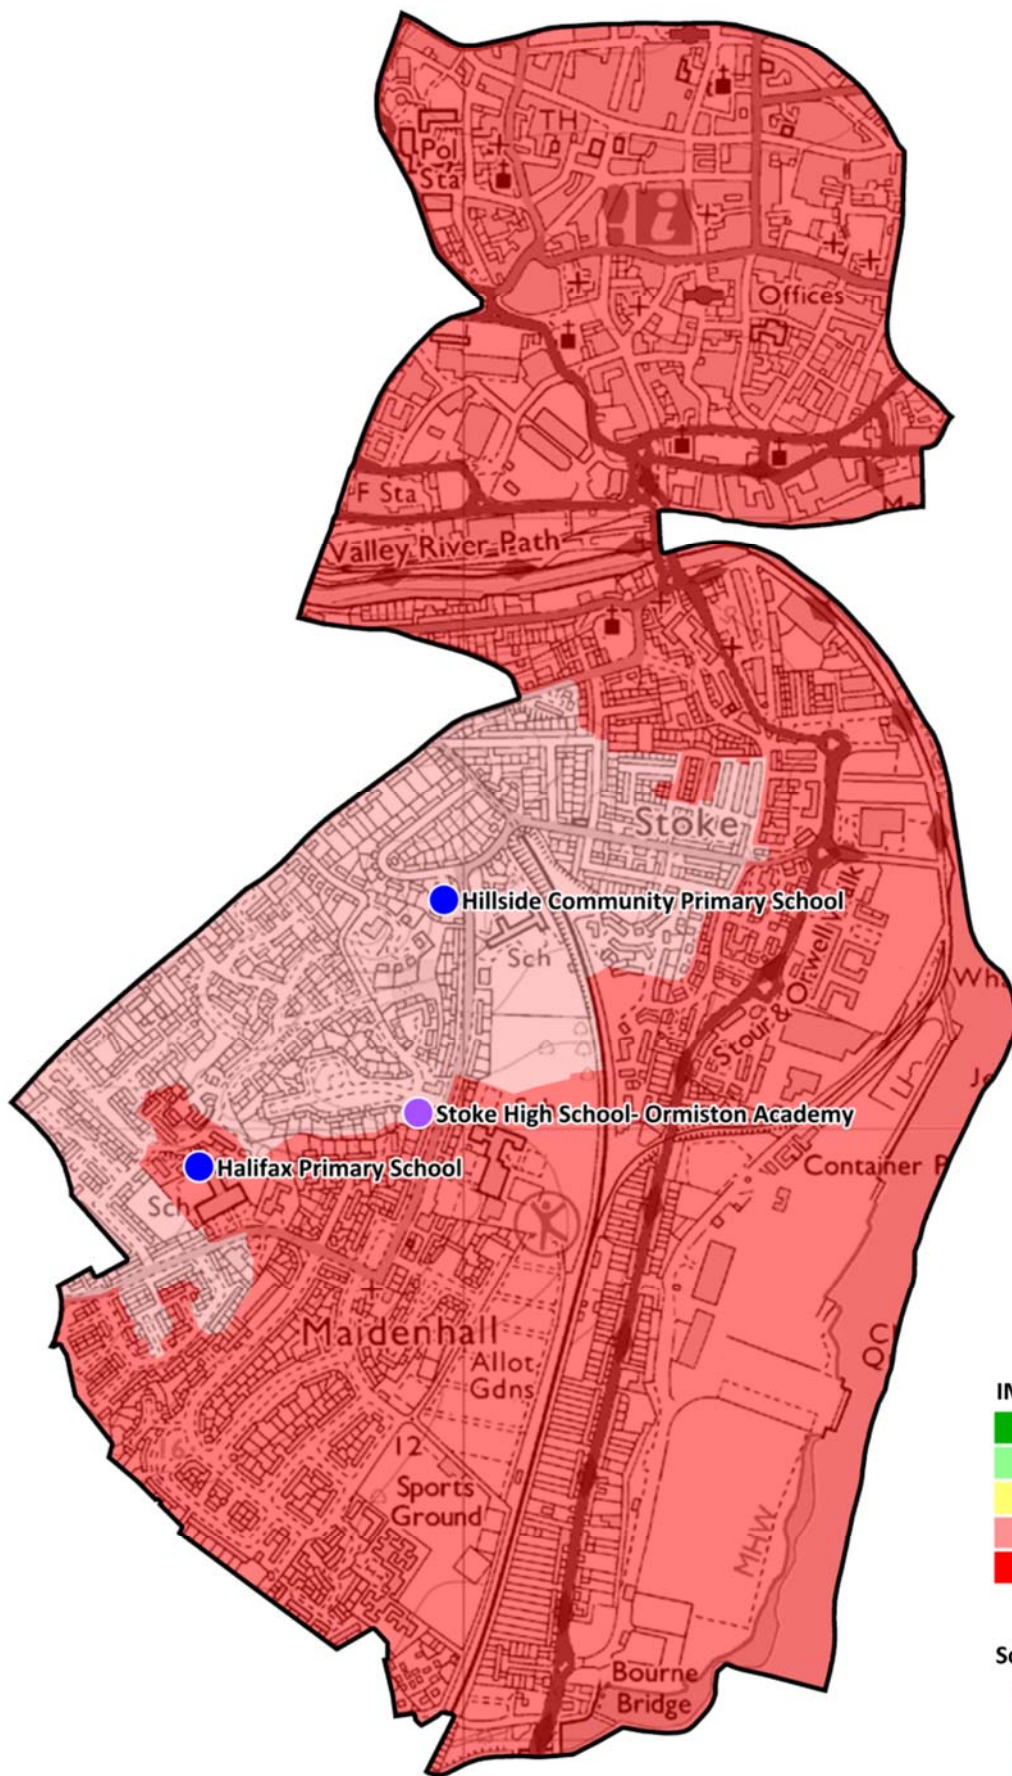 TH
Pol
Sta
i
Offices
F Sta
Valley River Path
Stoke
Hillside Community Primary School
Sch
Stour & Orwell Walk
Stoke High School- Ormiston Academy
Container P
Halifax Primary School
Sch
Maidenhall
Allot
Gdns
12
Sports
Ground
MHW
Bourne
Bridge